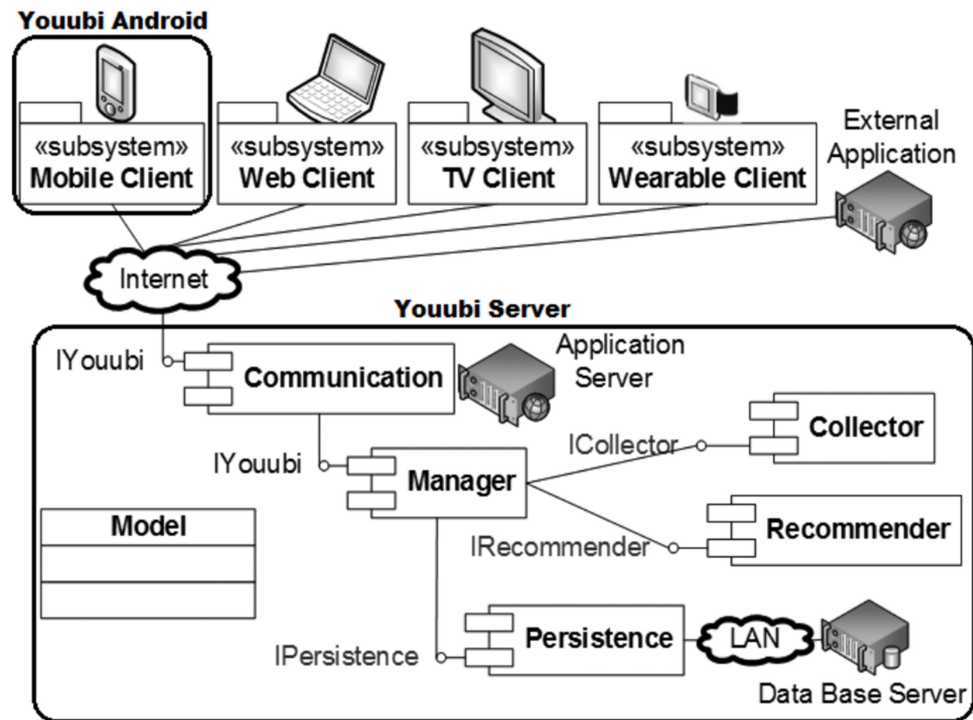 Youubi Android
«subsystem»
Mobile Client
«subsystem»
Web Client
«subsystem»
TV Client
«subsystem»
Wearable Client
External
Application
Internet
Youubi Server
IYouubi
Communication
Application
Server
IYouubi
Manager
ICollector
Collector
Model
IRecommender
Recommender
IPersistence
Persistence
LAN
Data Base Server